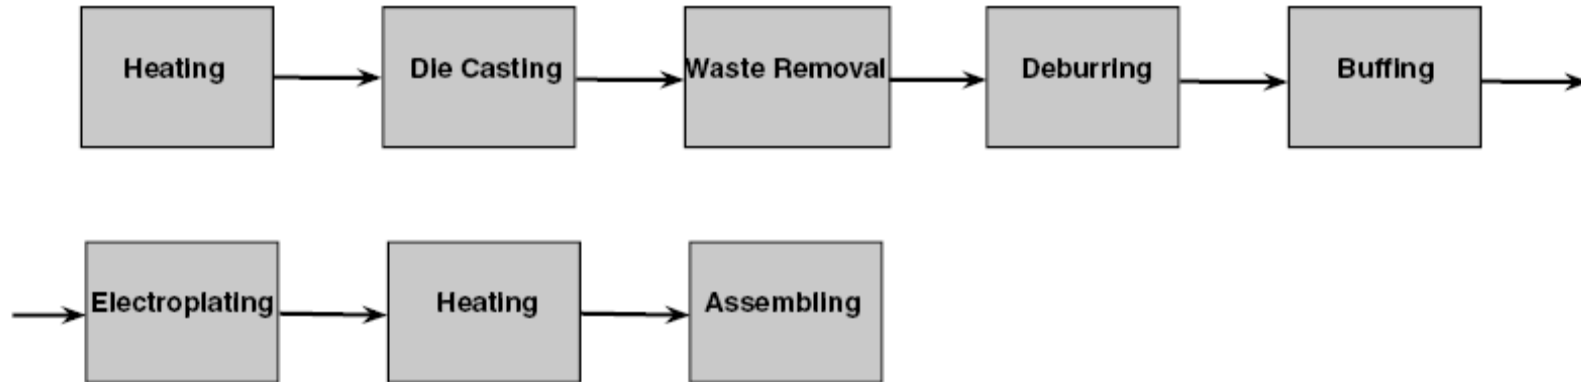 Heating
Die Casting
Waste Removal
Deburring
Buffing
Electroplating
Heating
Assembling